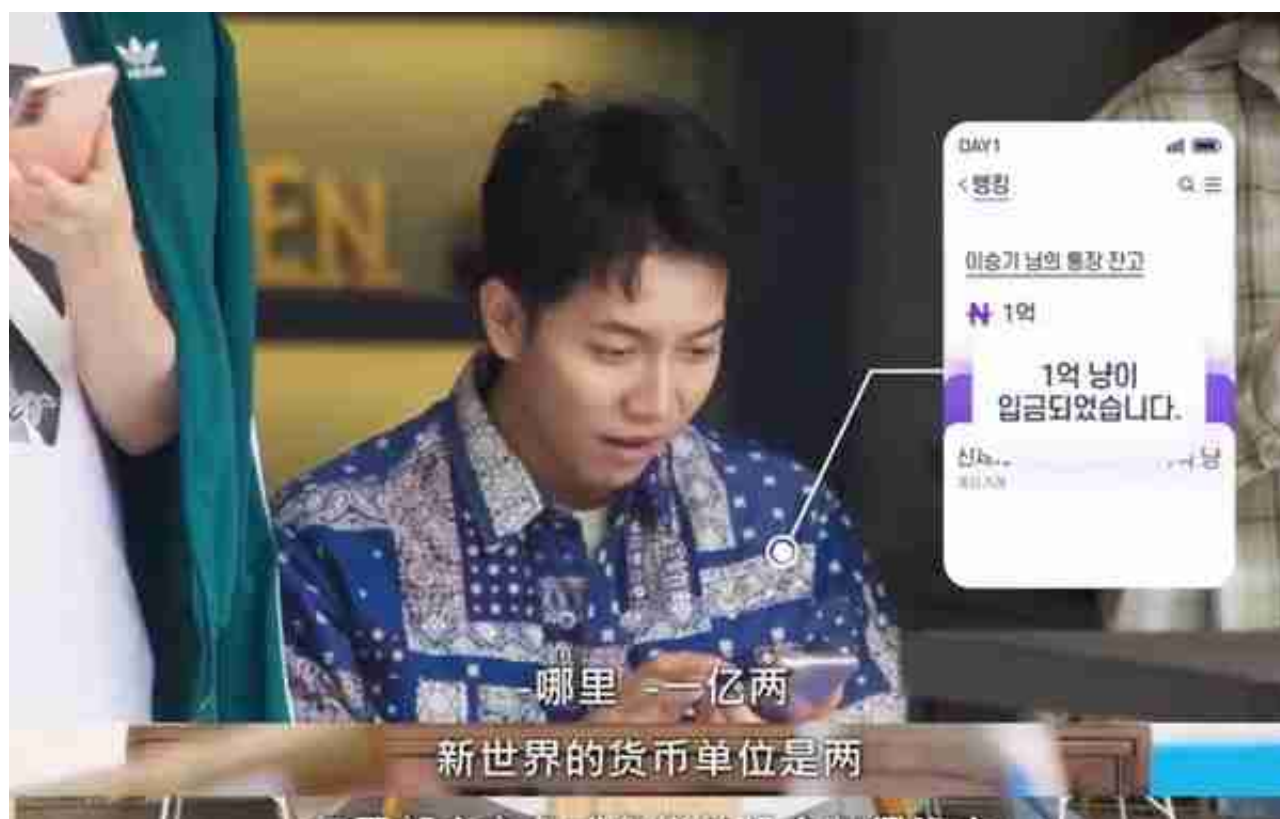 EN
DAY1
<뱅킹
이승기 님의 통장 잔고
₦ 1억
1억 냥이
입금되었습니다.
냥
-哪里 -一亿两
新世界的货币单位是两